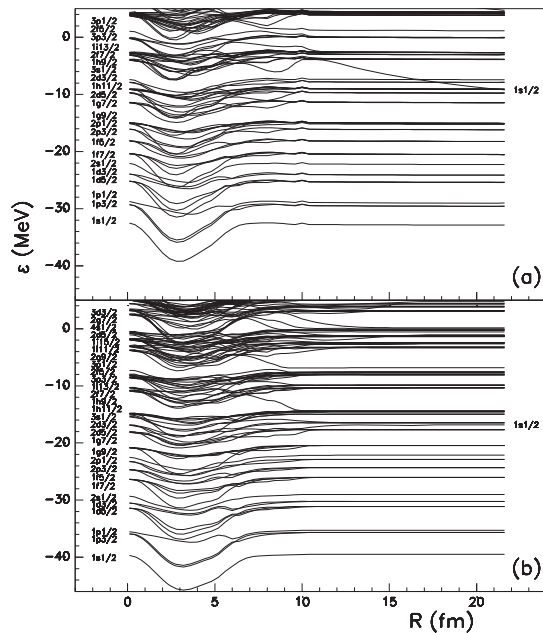 3p1/2
2f5/2
3p3/2
0
1i13/2
2f7/2
1h9/2
3s1/2
2d3/2
1h11/2
-10
1s1/2
2d5/2
1g7/2
1g9/2
2p1/2
2p3/2
1f5/2
-20
1f7/2
2s1/2
1d3/2
1d5/2
1p1/2
1p3/2
-30
1s1/2
-40
(a)
ε (MeV)
3d3/2
2g7/2
4s1/2
0
2d5/2
1j15/2
1i11/2
2g9/2
3p1/2
2f5/2
3p3/2
1i13/2
-10
2f7/2
1h9/2
1h11/2
3s1/2
1s1/2
2d3/2
2d5/2
1g7/2
-20
1g9/2
2p1/2
2p3/2
1f5/2
1f7/2
2s1/2
-30
1d3/2
1d5/2
1p1/2
1p3/2
1s1/2
-40
(b)
0 5 10 15 20
R (fm)